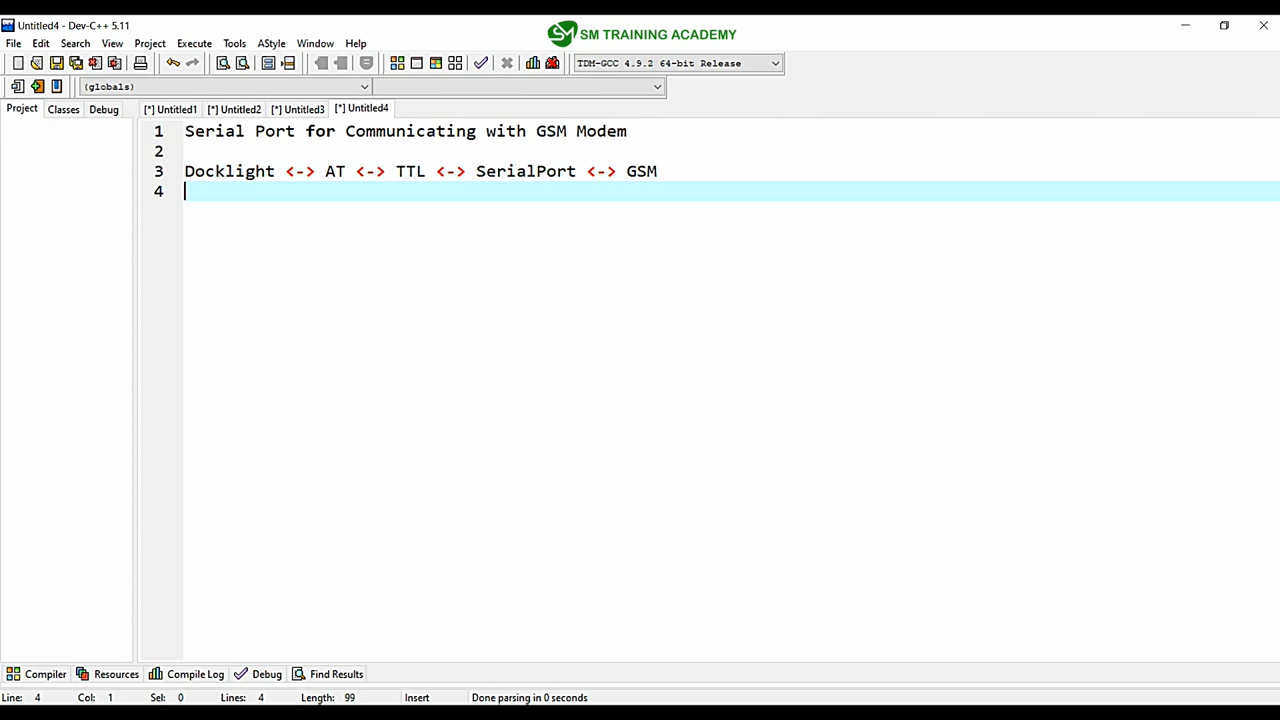 Untitled4 - Dev-C++ 5.11
SM TRAINING ACADEMY
File Edit Search View Project Execute Tools AStyle Window Help
TDM-GCC 4.9.2 64-bit Release
(globals)
Project Classes Debug [*] Untitled1 [*] Untitled2 [*] Untitled3 [*] Untitled4
1 Serial Port for Communicating with GSM Modem
2
3 Docklight <-> AT <-> TTL <-> SerialPort <-> GSM
4
Compiler Resources Compile Log Debug Find Results
Line: 4 Col: 1 Sel: 0 Lines: 4 Length: 99 Insert Done parsing in 0 seconds